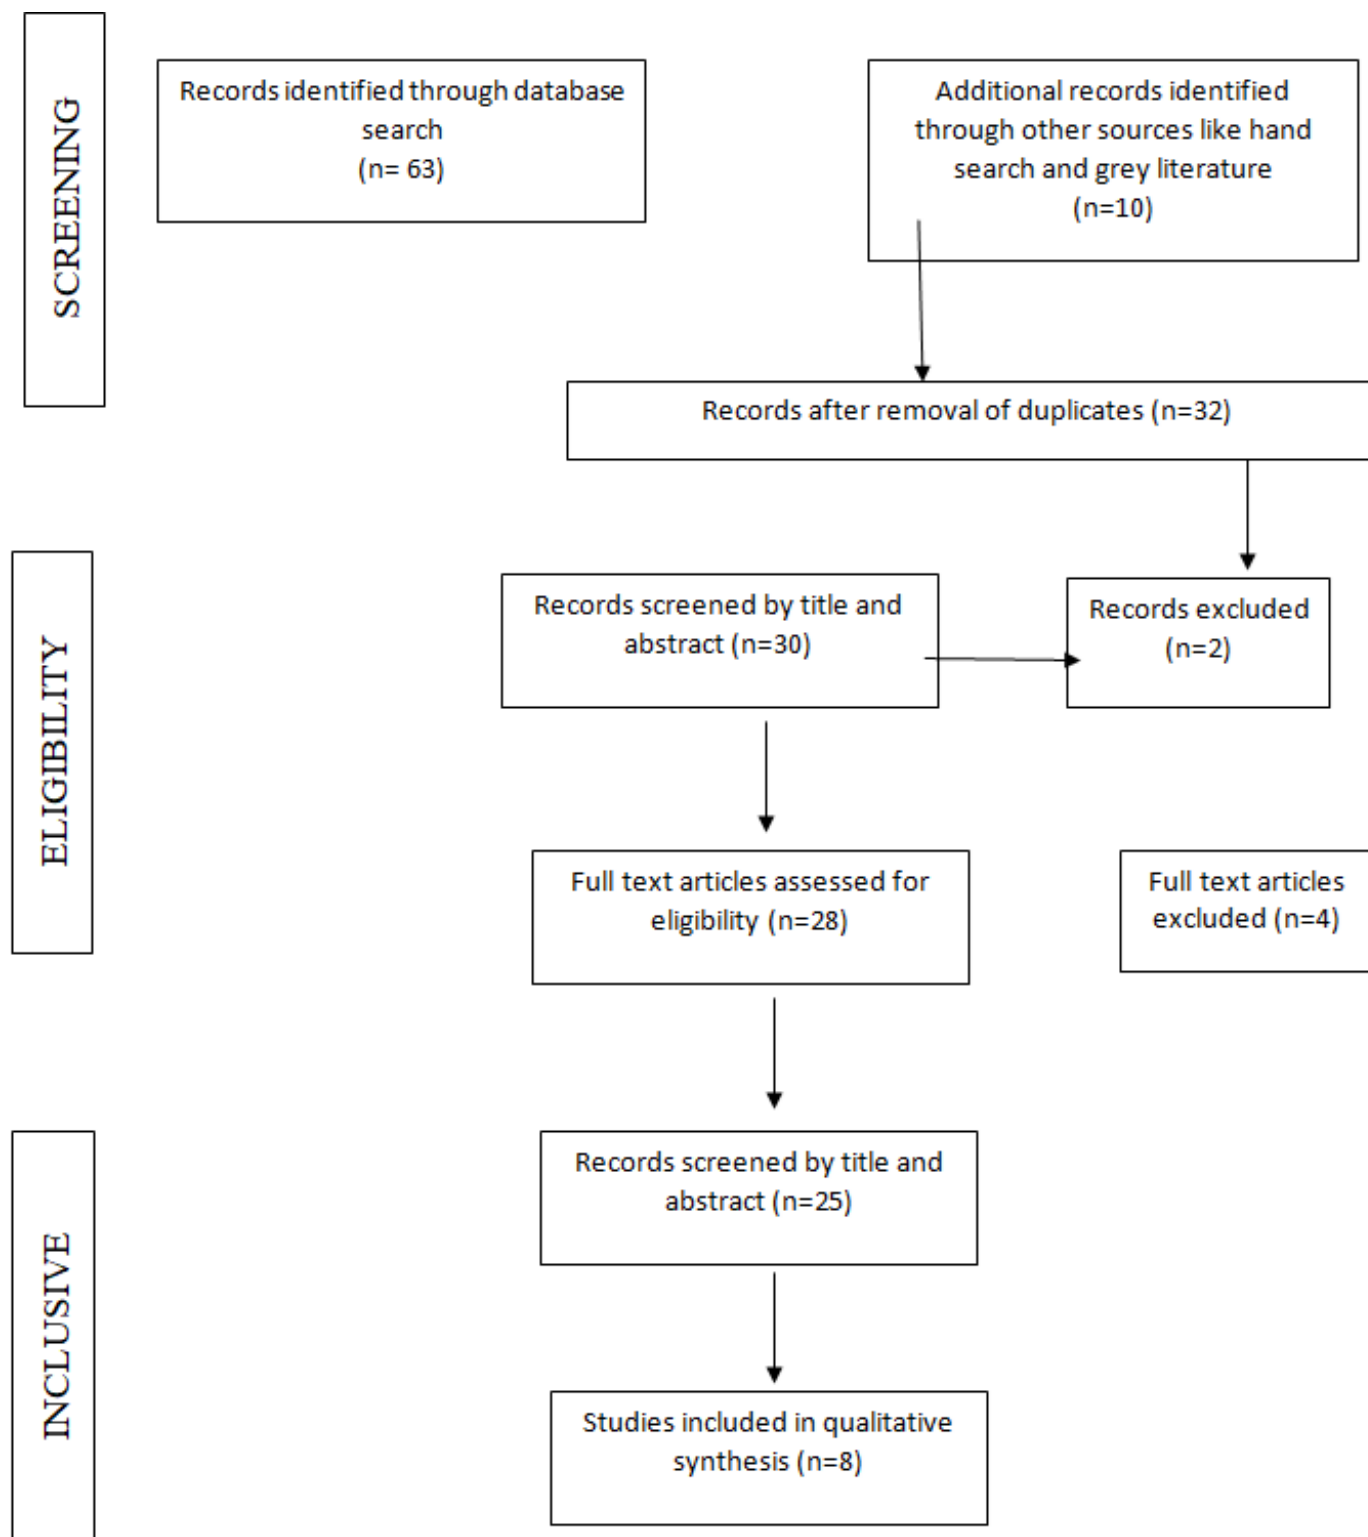 SCREENING
Records identified through database
search
(n= 63)
Additional records identified
through other sources like hand
search and grey literature
(n=10)
Records after removal of duplicates (n=32)
ELIGIBILITY
Records screened by title and
abstract (n=30)
Records excluded
(n=2)
Full text articles assessed for
eligibility (n=28)
Full text articles
excluded (n=4)
INCLUSIVE
Records screened by title and
abstract (n=25)
Studies included in qualitative
synthesis (n=8)